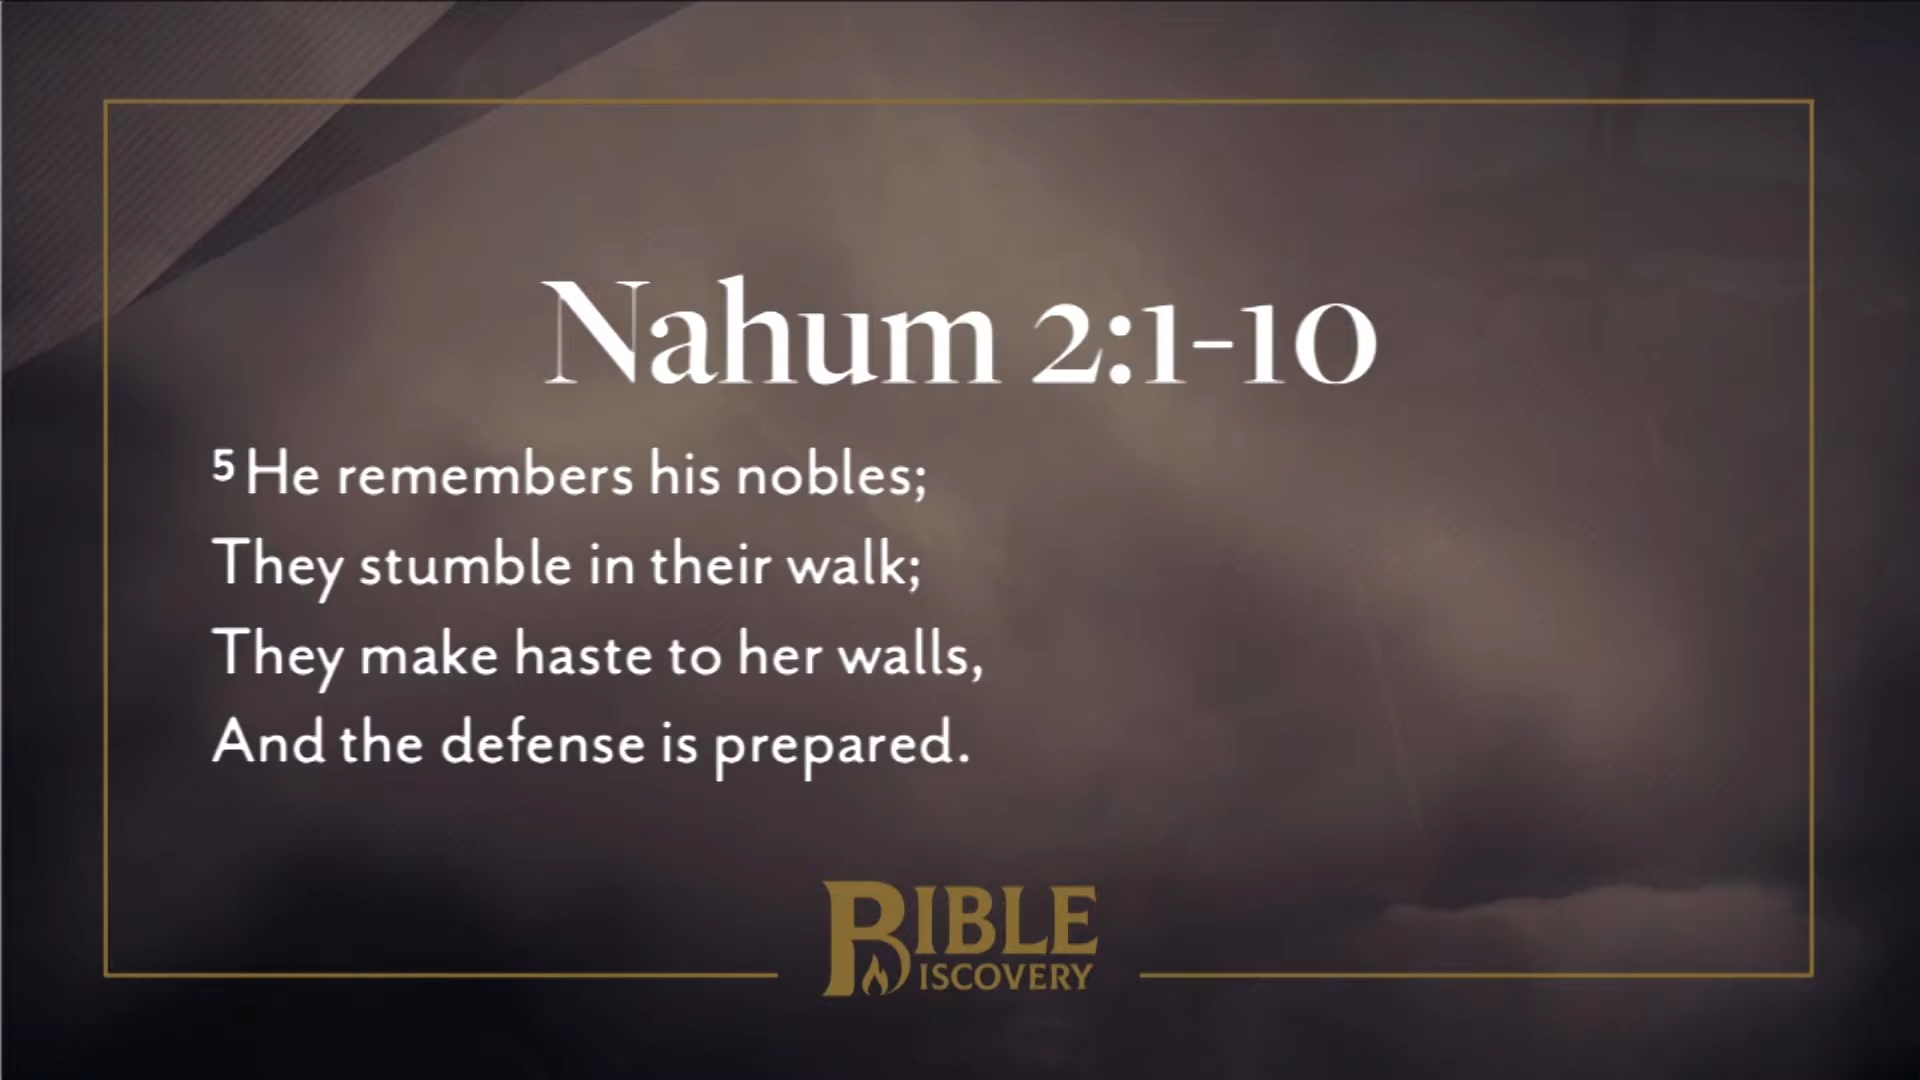 Nahum 2:1-10
5 He remembers his nobles;
They stumble in their walk;
They make haste to her walls,
And the defense is prepared.
BIBLE
DISCOVERY